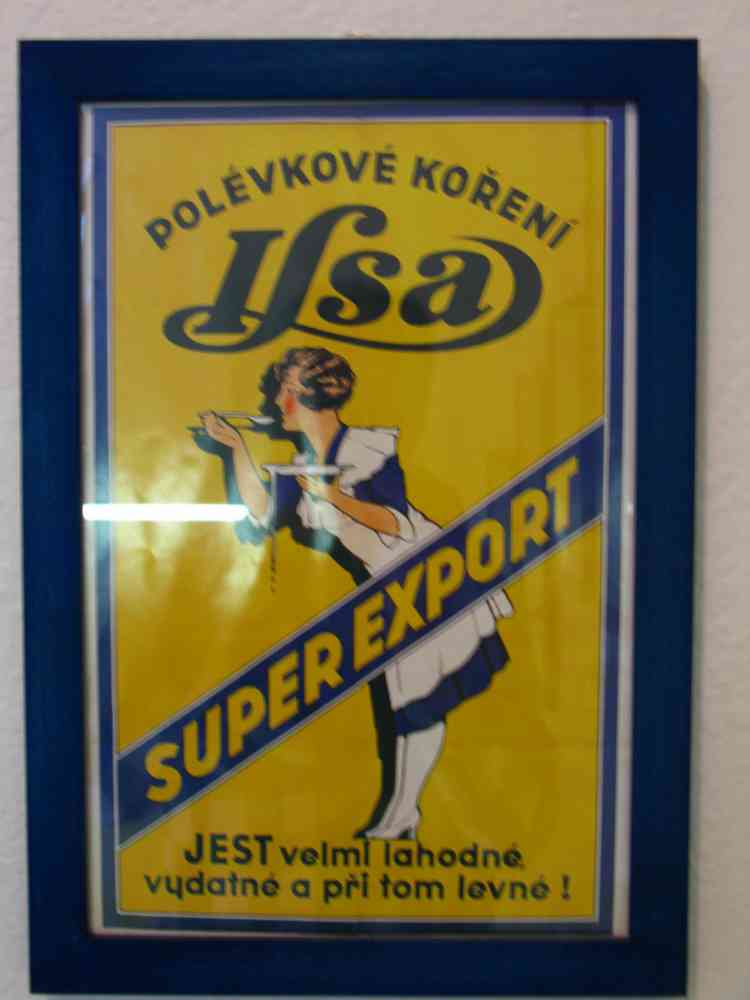 POLÉVKOVÉ KOŘENÍ
Ilsa
SUPER EXPORT
JEST velmi lahodné,
vydatné a při tom levné !